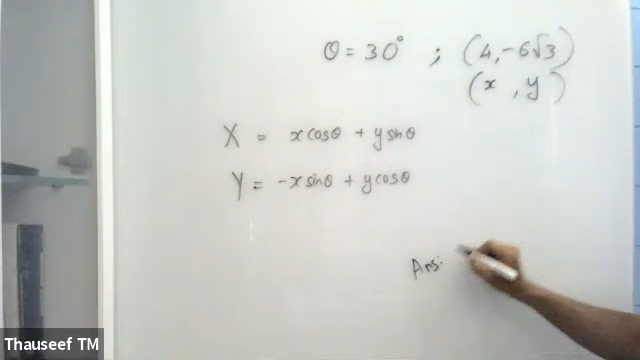 θ = 30° ; (4, -6√3)
(x , y)
X = x cosθ + y sinθ
Y = -x sinθ + y cosθ
Ans:
Thauseef TM